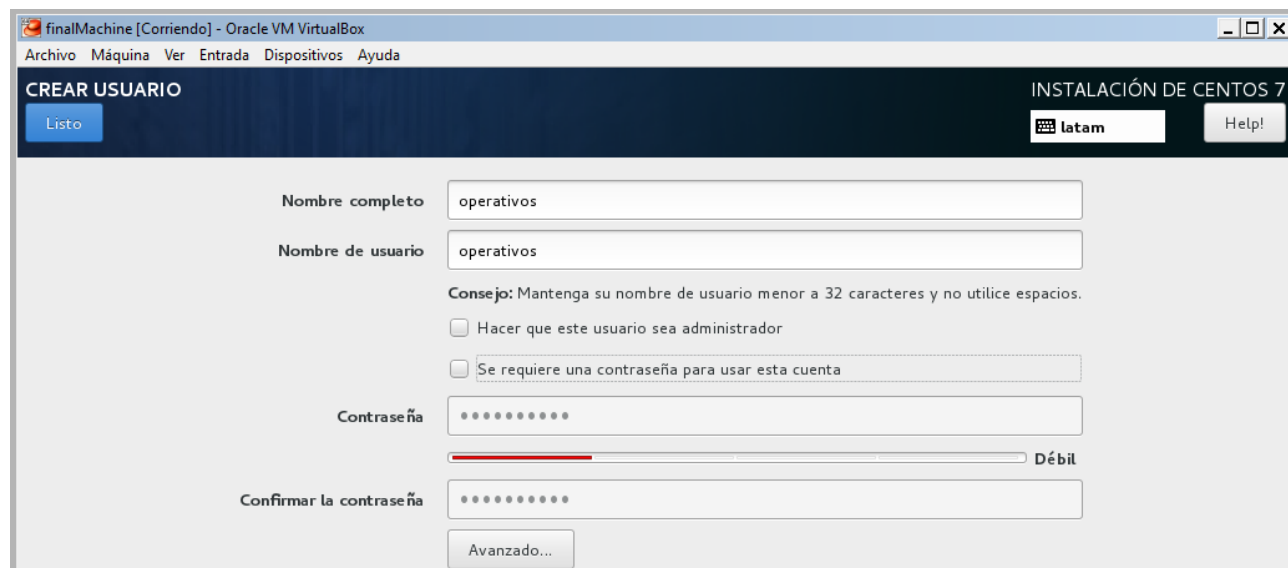 finalMachine [Corriendo] - Oracle VM VirtualBox
Archivo Máquina Ver Entrada Dispositivos Ayuda
CREAR USUARIO
INSTALACIÓN DE CENTOS 7
Listo
latam
Help!
Nombre completo
operativos
Nombre de usuario
operativos
Consejo: Mantenga su nombre de usuario menor a 32 caracteres y no utilice espacios.
Hacer que este usuario sea administrador
Se requiere una contraseña para usar esta cuenta
Contraseña
●●●●●●●●●●
Débil
Confirmar la contraseña
●●●●●●●●●●
Avanzado...